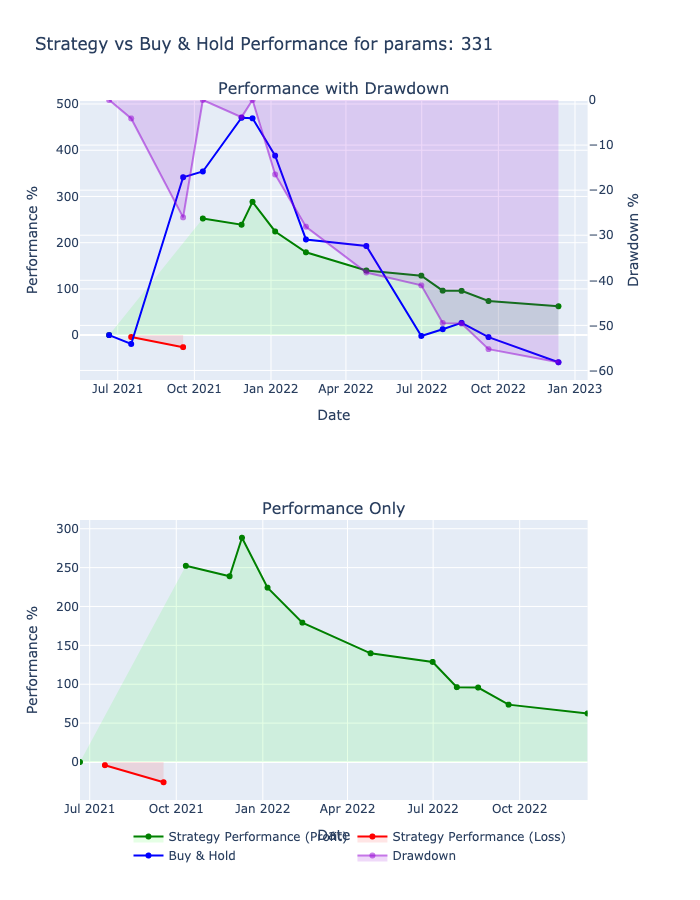 Strategy vs Buy & Hold Performance for params: 331
Performance with Drawdown
500
400
300
200
100
0
0
−10
−20
−30
−40
−50
−60
Performance %
Drawdown %
Jul 2021 Oct 2021 Jan 2022 Apr 2022 Jul 2022 Oct 2022 Jan 2023
Date
Performance Only
300
250
200
150
100
50
0
Performance %
Jul 2021 Oct 2021 Jan 2022 Apr 2022 Jul 2022 Oct 2022
Date
Strategy Performance (Profit) Strategy Performance (Loss)
Buy & Hold Drawdown